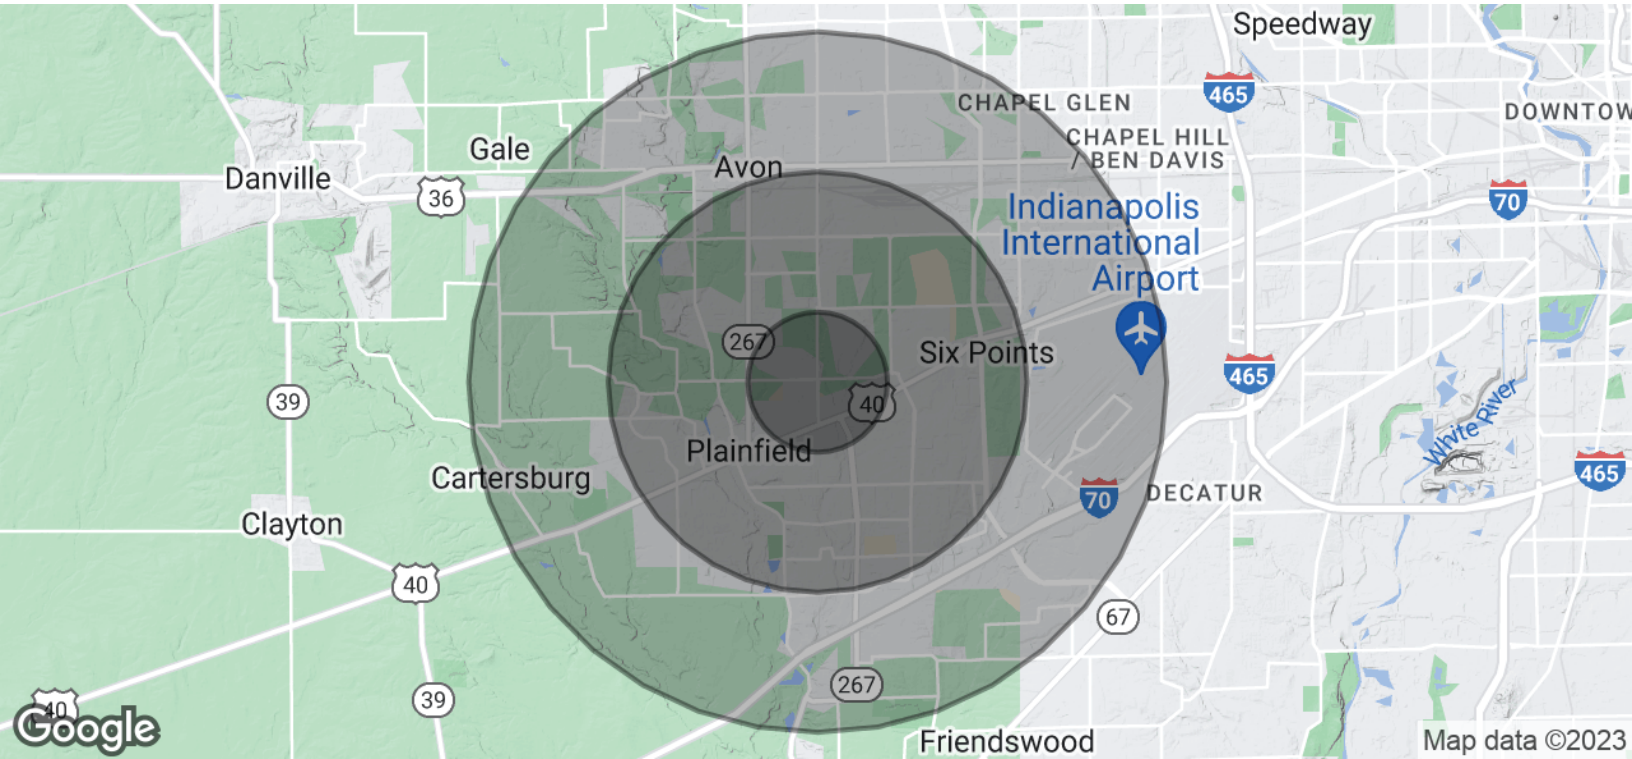 Speedway
465
CHAPEL GLEN
DOWNTOW
CHAPEL HILL
/ BEN DAVIS
Gale
Avon
Danville
36
70
Indianapolis
International
Airport
267
Six Points
465
39
40
White River
Plainfield
Cartersburg
465
70
DECATUR
Clayton
40
67
267
39
40
Google
Friendswood
Map data ©2023